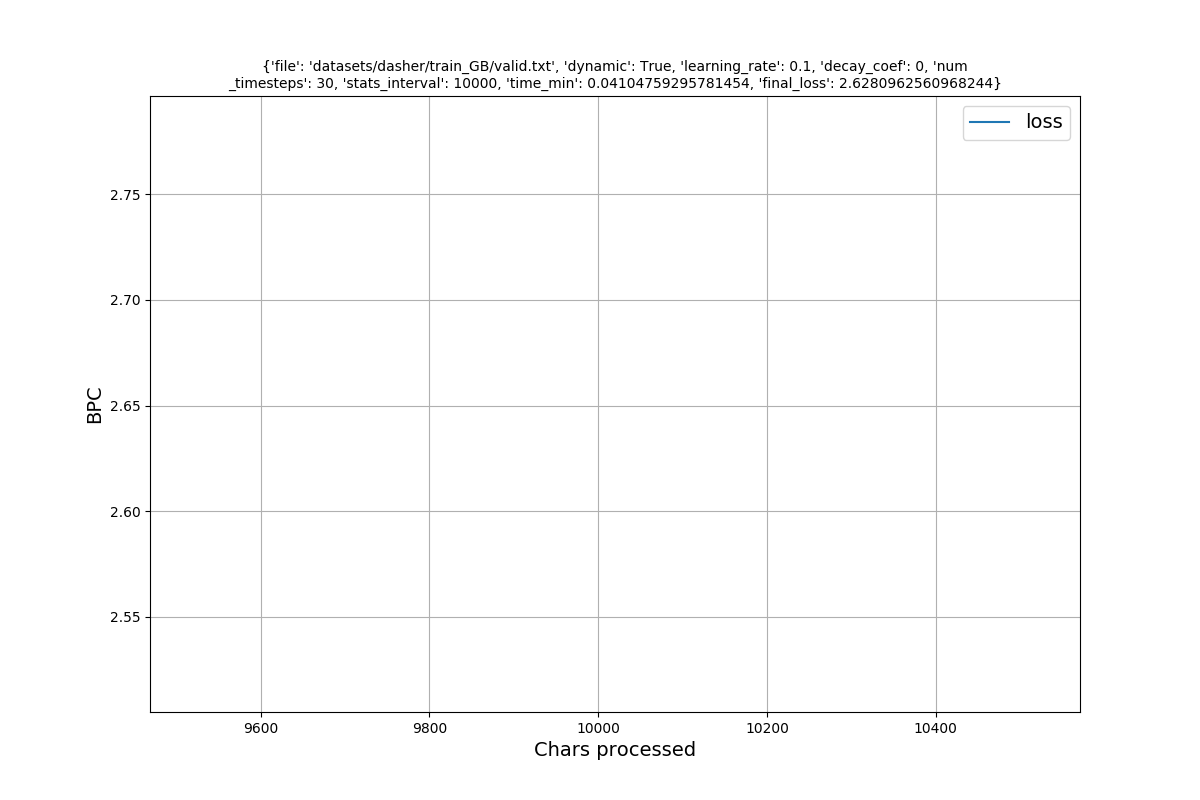 {'file': 'datasets/dasher/train_GB/valid.txt', 'dynamic': True, 'learning_rate': 0.1, 'decay_coef': 0, 'num
_timesteps': 30, 'stats_interval': 10000, 'time_min': 0.04104759295781454, 'final_loss': 2.6280962560968244}
loss
2.75
2.70
2.65
2.60
2.55
BPC
9600
9800
10000
10200
10400
Chars processed